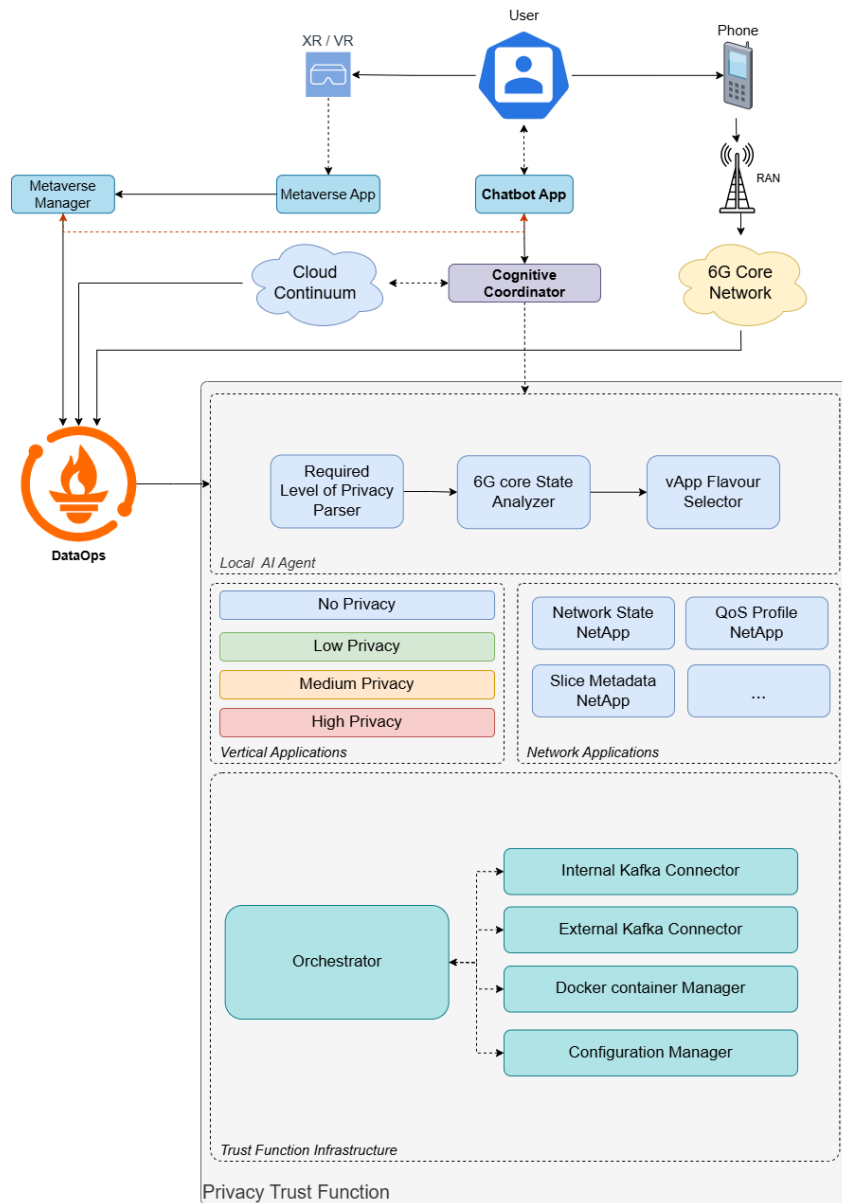 User
Phone
XR / VR
RAN
Metaverse
Manager
Metaverse App
Chatbot App
Cloud
Continuum
Cognitive
Coordinator
6G Core
Network
DataOps
Required
Level of Privacy
Parser
6G core State
Analyzer
vApp Flavour
Selector
Local AI Agent
No Privacy
Low Privacy
Medium Privacy
High Privacy
Vertical Applications
Network State
NetApp
QoS Profile
NetApp
Slice Metadata
NetApp
...
Network Applications
Orchestrator
Internal Kafka Connector
External Kafka Connector
Docker container Manager
Configuration Manager
Trust Function Infrastructure
Privacy Trust Function